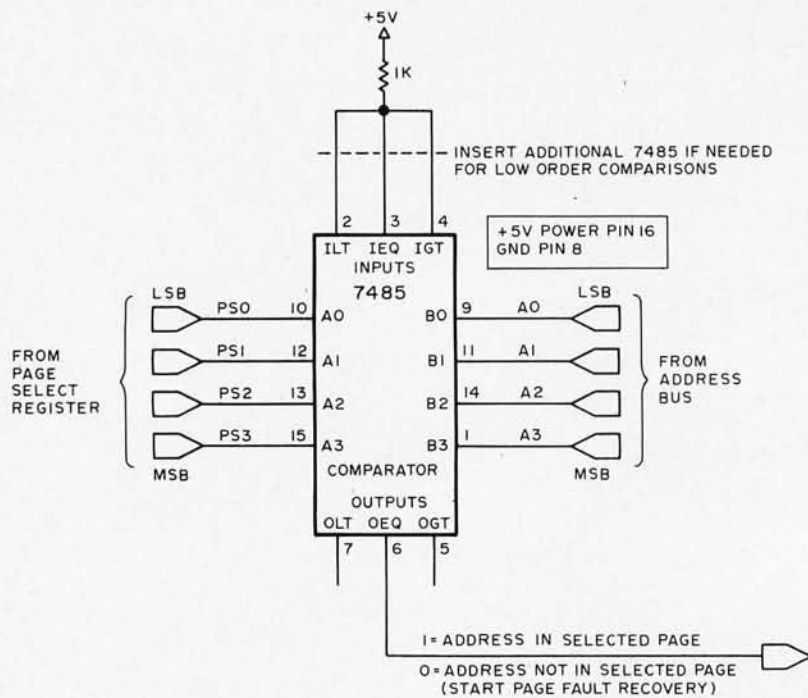 +5V
1K
INSERT ADDITIONAL 7485 IF NEEDED
FOR LOW ORDER COMPARISONS
2 3 4
ILT IEQ IGT
INPUTS
7485
+5V POWER PIN 16
GND PIN 8
FROM
PAGE
SELECT
REGISTER
LSB
PS0 10 A0
PS1 12 A1
PS2 13 A2
PS3 15 A3
MSB
LSB
B0 9 A0
B1 11 A1
B2 14 A2
B3 1 A3
MSB
FROM
ADDRESS
BUS
COMPARATOR
OUTPUTS
OLT OEQ OGT
7 6 5
1= ADDRESS IN SELECTED PAGE
0= ADDRESS NOT IN SELECTED PAGE
(START PAGE FAULT RECOVERY)